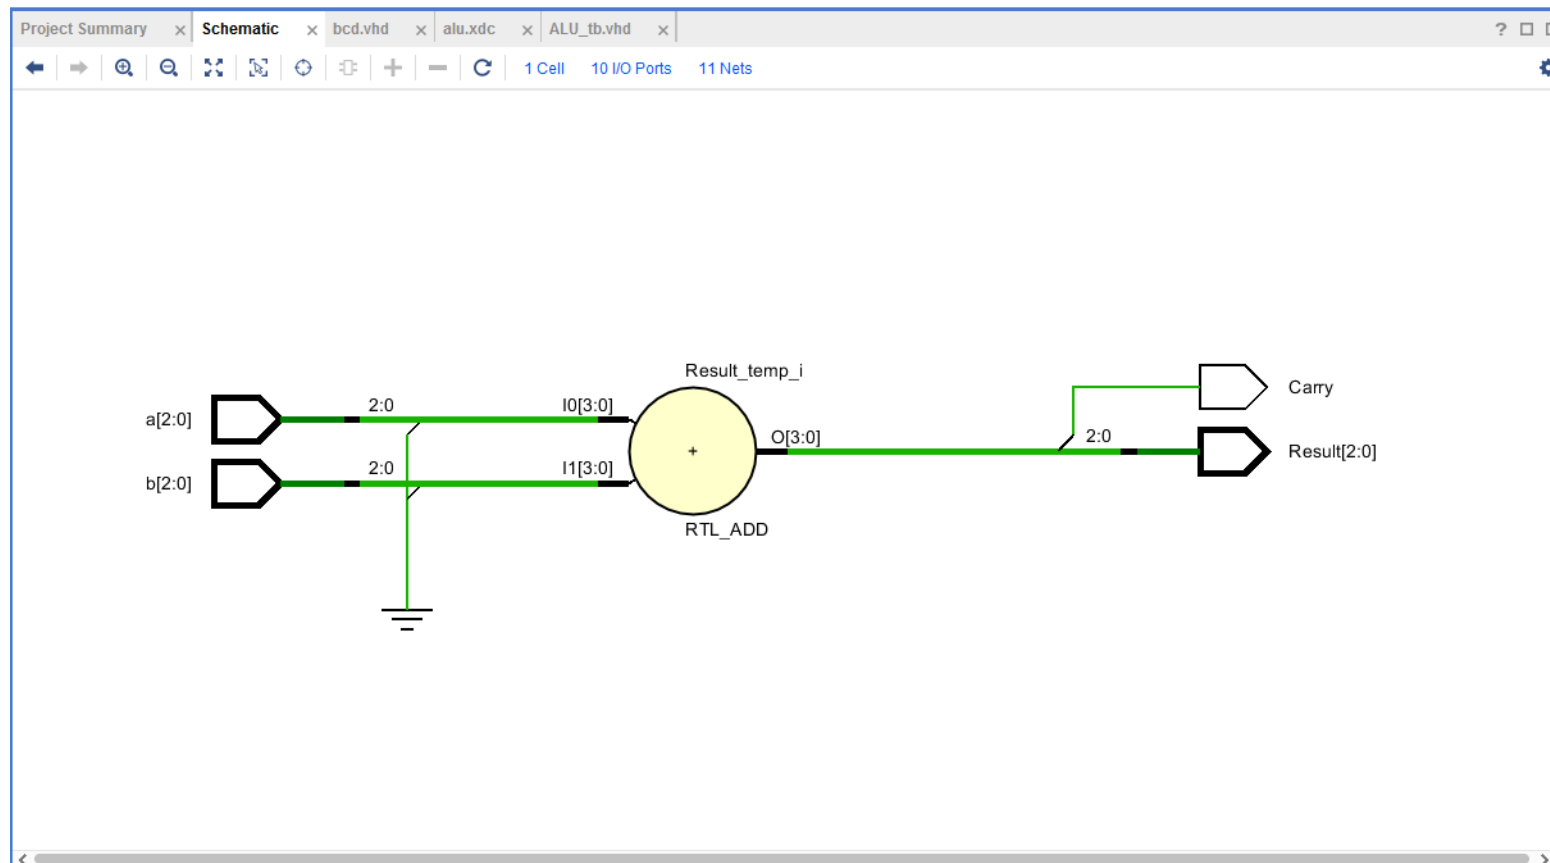 Project Summary Schematic bcd.vhd alu.xdc ALU_tb.vhd ?
1 Cell 10 I/O Ports 11 Nets
Result_temp_i
a[2:0] 2:0 I0[3:0] Carry
+ O[3:0] 2:0 Result[2:0]
b[2:0] 2:0 I1[3:0]
RTL_ADD